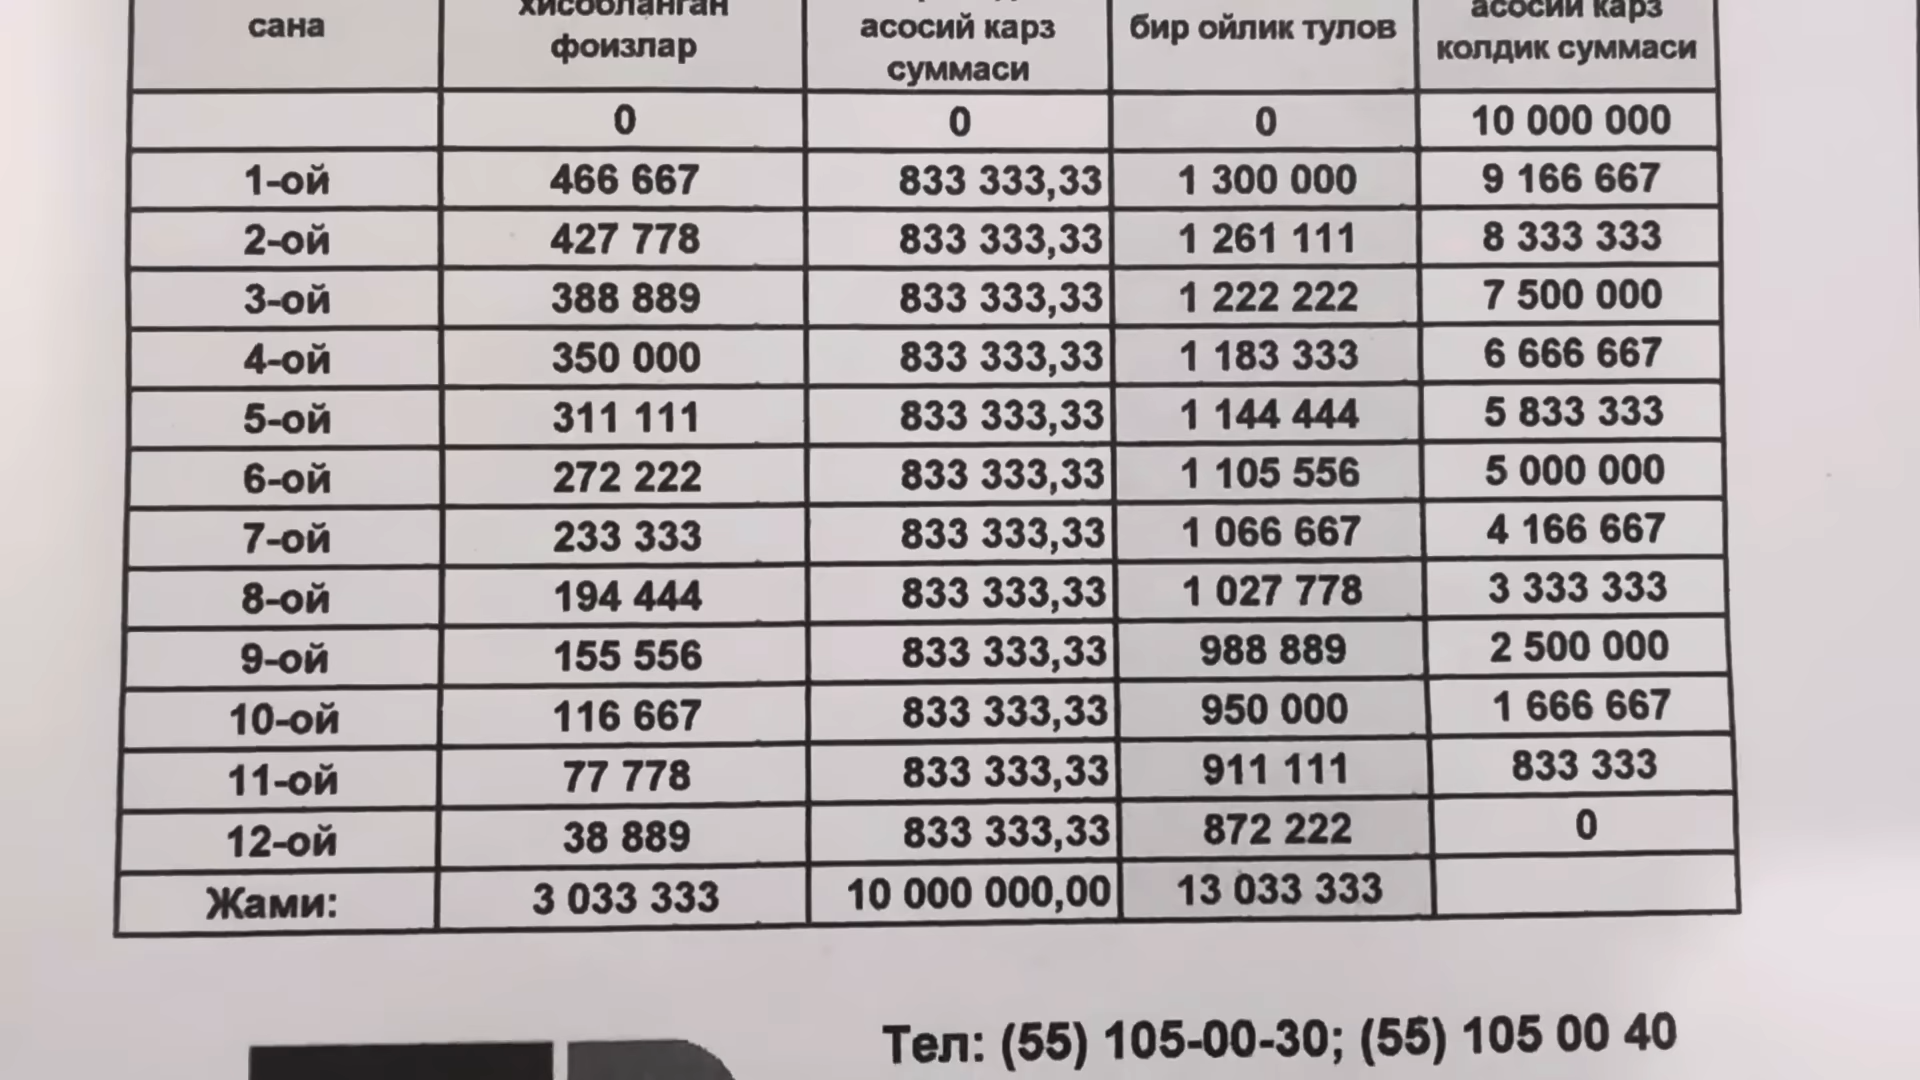 сана хисобланган фоизлар асосий карз суммаси бир ойлик тулов асосий карз колдик суммаси
0 0 0 10 000 000
1-ой 466 667 833 333,33 1 300 000 9 166 667
2-ой 427 778 833 333,33 1 261 111 8 333 333
3-ой 388 889 833 333,33 1 222 222 7 500 000
4-ой 350 000 833 333,33 1 183 333 6 666 667
5-ой 311 111 833 333,33 1 144 444 5 833 333
6-ой 272 222 833 333,33 1 105 556 5 000 000
7-ой 233 333 833 333,33 1 066 667 4 166 667
8-ой 194 444 833 333,33 1 027 778 3 333 333
9-ой 155 556 833 333,33 988 889 2 500 000
10-ой 116 667 833 333,33 950 000 1 666 667
11-ой 77 778 833 333,33 911 111 833 333
12-ой 38 889 833 333,33 872 222 0
Жами: 3 033 333 10 000 000,00 13 033 333
Тел: (55) 105-00-30; (55) 105 00 40